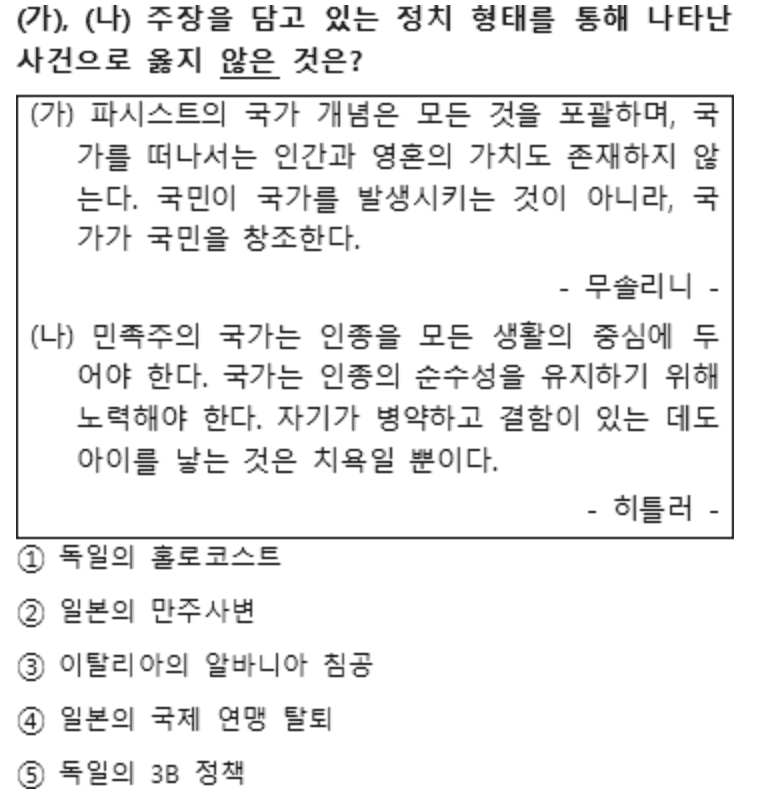 (가), (나) 주장을 담고 있는 정치 형태를 통해 나타난
사건으로 옳지 않은 것은?
(가) 파시스트의 국가 개념은 모든 것을 포괄하며, 국
가를 떠나서는 인간과 영혼의 가치도 존재하지 않
는다. 국민이 국가를 발생시키는 것이 아니라, 국
가가 국민을 창조한다.
- 무솔리니 -
(나) 민족주의 국가는 인종을 모든 생활의 중심에 두
어야 한다. 국가는 인종의 순수성을 유지하기 위해
노력해야 한다. 자기가 병약하고 결함이 있는 데도
아이를 낳는 것은 치욕일 뿐이다.
- 히틀러 -
① 독일의 홀로코스트
② 일본의 만주사변
③ 이탈리아의 알바니아 침공
④ 일본의 국제 연맹 탈퇴
⑤ 독일의 3B 정책